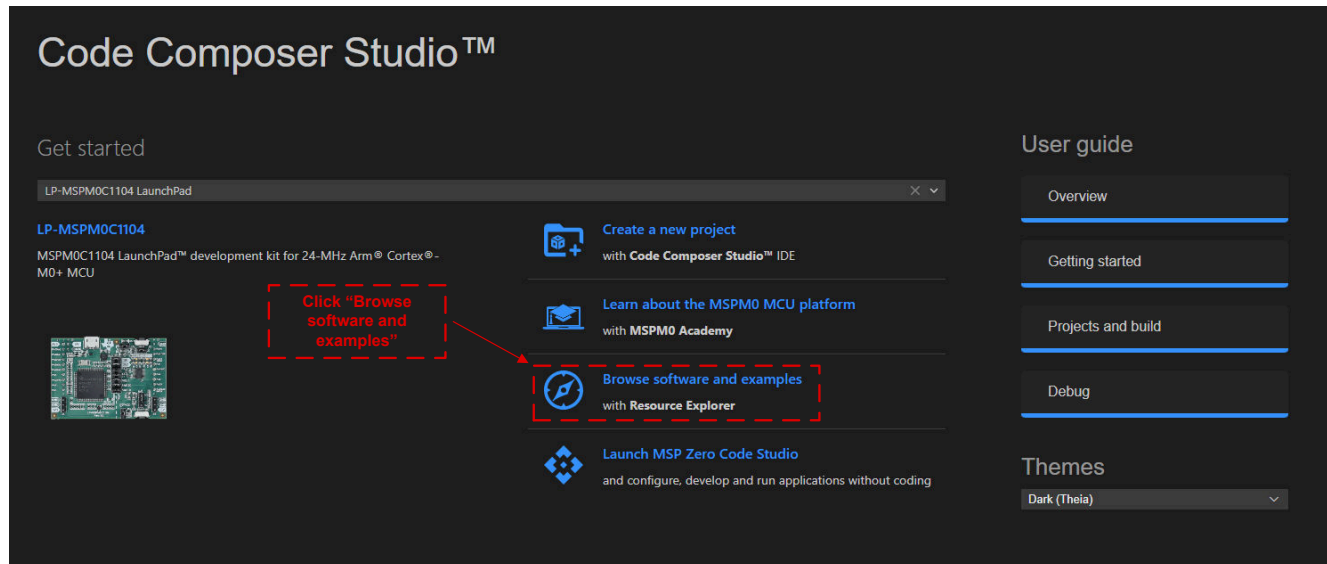 Code Composer Studio™
Get started
LP-MSPM0C1104 LaunchPad
LP-MSPM0C1104
MSPM0C1104 LaunchPad™ development kit for 24-MHz Arm® Cortex®-
M0+ MCU
Click “Browse
software and
examples”
Create a new project
with Code Composer Studio™ IDE
Learn about the MSPM0 MCU platform
with MSPM0 Academy
Browse software and examples
with Resource Explorer
Launch MSP Zero Code Studio
and configure, develop and run applications without coding
User guide
Overview
Getting started
Projects and build
Debug
Themes
Dark (Theia)